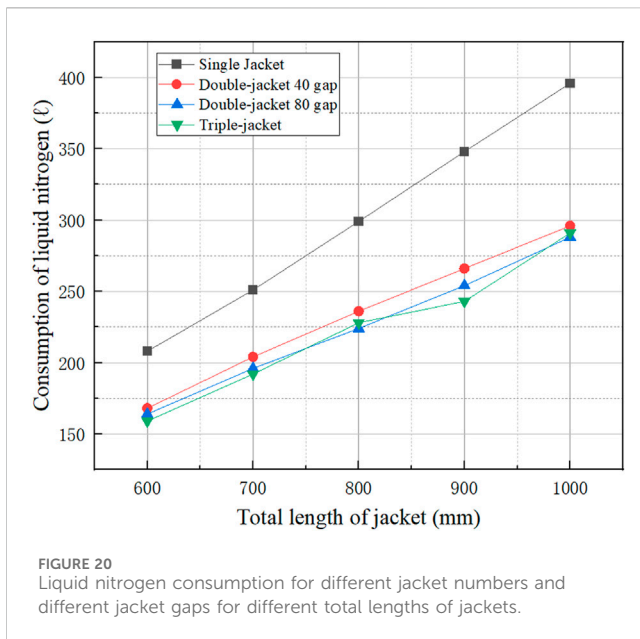 Single Jacket
Double-jacket 40 gap
Double-jacket 80 gap
Triple-jacket
Consumption of liquid nitrogen (ℓ)
400
350
300
250
200
150
600 700 800 900 1000
Total length of jacket (mm)
FIGURE 20
Liquid nitrogen consumption for different jacket numbers and
different jacket gaps for different total lengths of jackets.